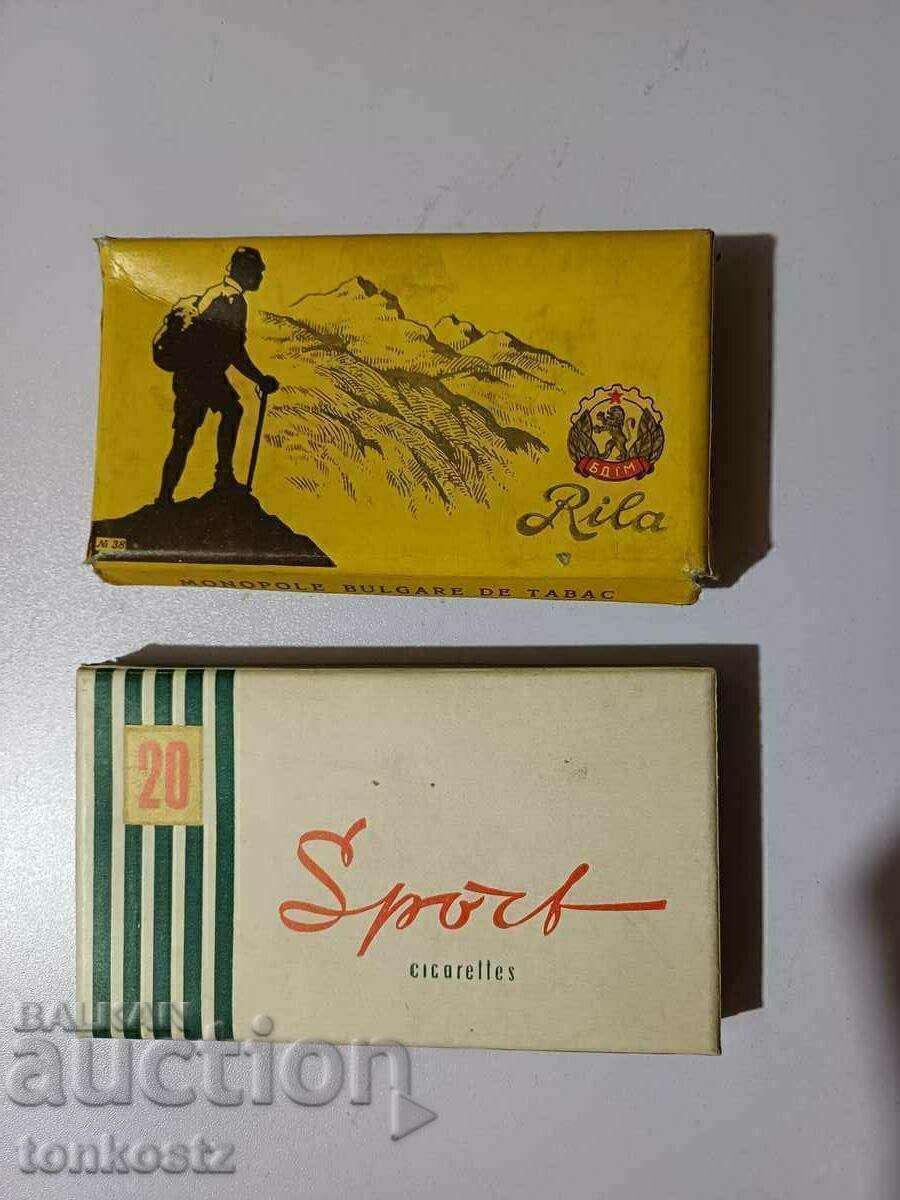 БДТМ
Rila
№ 38
MONOPOLE BULGARE DE TABAC
20
Sport
cigarettes
BALKAN
auction
tonkostz